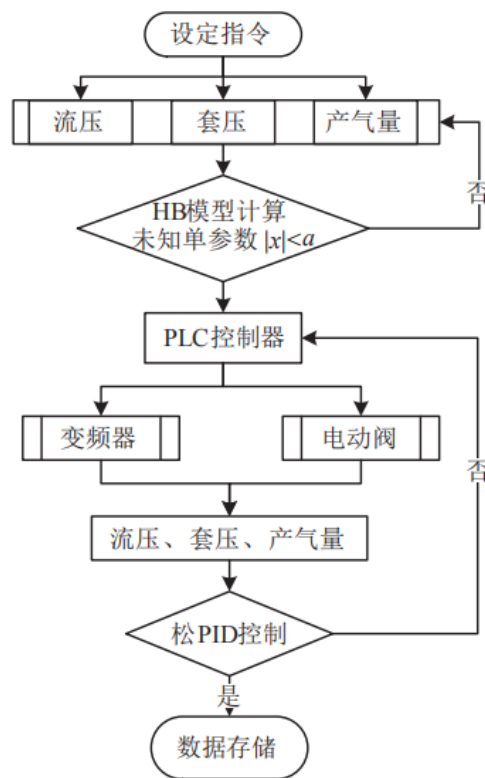 设定指令
流压
套压
产气量
HB模型计算
未知单参数|x|<a
否
PLC控制器
变频器
电动阀
否
流压、套压、产气量
松PID控制
是
数据存储